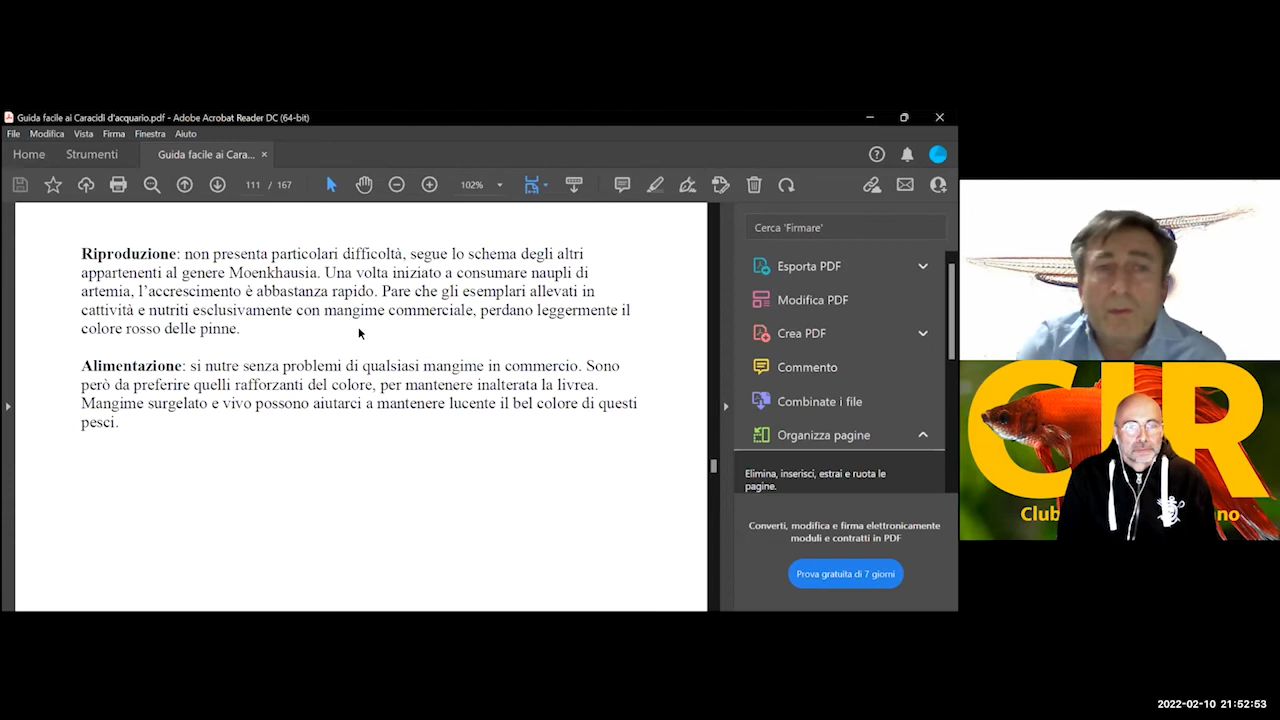 Guida facile ai Caracidi d'acquario.pdf - Adobe Acrobat Reader DC (64-bit)
File Modifica Vista Firma Finestra Aiuto
Home Strumenti Guida facile ai Cara... ×
111 / 167 102%
Riproduzione: non presenta particolari difficoltà, segue lo schema degli altri
appartenenti al genere Moenkhausia. Una volta iniziato a consumare naupli di
artemia, l'accrescimento è abbastanza rapido. Pare che gli esemplari allevati in
cattività e nutriti esclusivamente con mangime commerciale, perdano leggermente il
colore rosso delle pinne.
Alimentazione: si nutre senza problemi di qualsiasi mangime in commercio. Sono
però da preferire quelli rafforzanti del colore, per mantenere inalterata la livrea.
Mangime surgelato e vivo possono aiutarci a mantenere lucente il bel colore di questi
pesci.
Cerca 'Firmare'
Esporta PDF
Modifica PDF
Crea PDF
Commento
Combinate i file
Organizza pagine
Elimina, inserisci, estrai e ruota le
pagine.
Converti, modifica e firma elettronicamente
moduli e contratti in PDF
Prova gratuita di 7 giorni
CIR
Club
no
2022-02-10 21:52:53